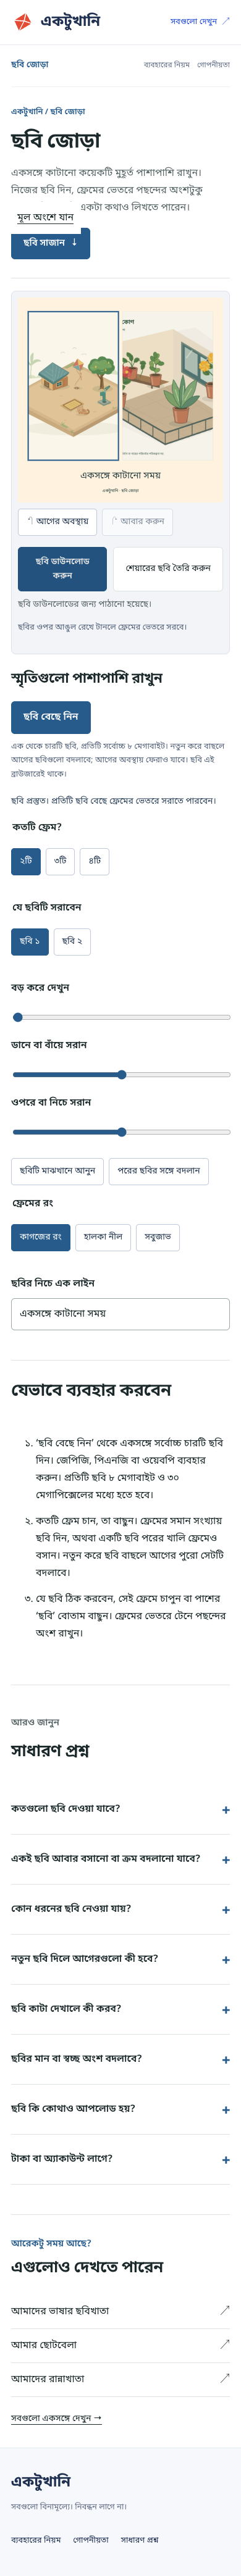 একটুখানি
সবগুলো দেখুন ↗
ছবি জোড়া
ব্যবহারের নিয়ম গোপনীয়তা
একটুখানি / ছবি জোড়া
ছবি জোড়া
একসঙ্গে কাটানো কয়েকটি মুহূর্ত পাশাপাশি রাখুন।
নিজের ছবি দিন, ফ্রেমের ভেতরে পছন্দের অংশটুকু
একটা কথাও লিখতে পারেন।
মূল অংশে যান
ছবি সাজান ↓
কোণ
একসঙ্গে কাটানো সময়
একটুখানি · ছবি জোড়া
আগের অবস্থায়
আবার করুন
ছবি ডাউনলোড
করুন
শেয়ারের ছবি তৈরি করুন
ছবি ডাউনলোডের জন্য পাঠানো হয়েছে।
ছবির ওপর আঙুল রেখে টানলে ফ্রেমের ভেতরে সরবে।
স্মৃতিগুলো পাশাপাশি রাখুন
ছবি বেছে নিন
এক থেকে চারটি ছবি, প্রতিটি সর্বোচ্চ ৮ মেগাবাইট। নতুন করে বাছলে
আগের ছবিগুলো বদলাবে; আগের অবস্থায় ফেরাও যাবে। ছবি এই
ব্রাউজারেই থাকে।
ছবি প্রস্তুত। প্রতিটি ছবি বেছে ফ্রেমের ভেতরে সরাতে পারবেন।
কতটি ফ্রেম?
২টি
৩টি
৪টি
যে ছবিটি সরাবেন
ছবি ১
ছবি ২
বড় করে দেখুন
ডানে বা বাঁয়ে সরান
ওপরে বা নিচে সরান
ছবিটি মাঝখানে আনুন
পরের ছবির সঙ্গে বদলান
ফ্রেমের রং
কাগজের রং
হালকা নীল
সবুজাভ
ছবির নিচে এক লাইন
একসঙ্গে কাটানো সময়
যেভাবে ব্যবহার করবেন
১. ‘ছবি বেছে নিন’ থেকে একসঙ্গে সর্বোচ্চ চারটি ছবি
দিন। জেপিজি, পিএনজি বা ওয়েবপি ব্যবহার
করুন। প্রতিটি ছবি ৮ মেগাবাইট ও ৩০
মেগাপিক্সেলের মধ্যে হতে হবে।
২. কতটি ফ্রেম চান, তা বাছুন। ফ্রেমের সমান সংখ্যায়
ছবি দিন, অথবা একটি ছবি পরের খালি ফ্রেমেও
বসান। নতুন করে ছবি বাছলে আগের পুরো সেটটি
বদলাবে।
৩. যে ছবি ঠিক করবেন, সেই ফ্রেমে চাপুন বা পাশের
‘ছবি’ বোতাম বাছুন। ফ্রেমের ভেতরে টেনে পছন্দের
অংশ রাখুন।
আরও জানুন
সাধারণ প্রশ্ন
কতগুলো ছবি দেওয়া যাবে? +
একই ছবি আবার বসানো বা ক্রম বদলানো যাবে? +
কোন ধরনের ছবি নেওয়া যায়? +
নতুন ছবি দিলে আগেরগুলো কী হবে? +
ছবি কাটা দেখালে কী করব? +
ছবির মান বা স্বচ্ছ অংশ বদলাবে? +
ছবি কি কোথাও আপলোড হয়? +
টাকা বা অ্যাকাউন্ট লাগে? +
আরেকটু সময় আছে?
এগুলোও দেখতে পারেন
আমাদের ভাষার ছবিখাতা ↗
আমার ছোটবেলা ↗
আমাদের রান্নাখাতা ↗
সবগুলো একসঙ্গে দেখুন →
একটুখানি
সবগুলো বিনামূল্যে। নিবন্ধন লাগে না।
ব্যবহারের নিয়ম গোপনীয়তা সাধারণ প্রশ্ন